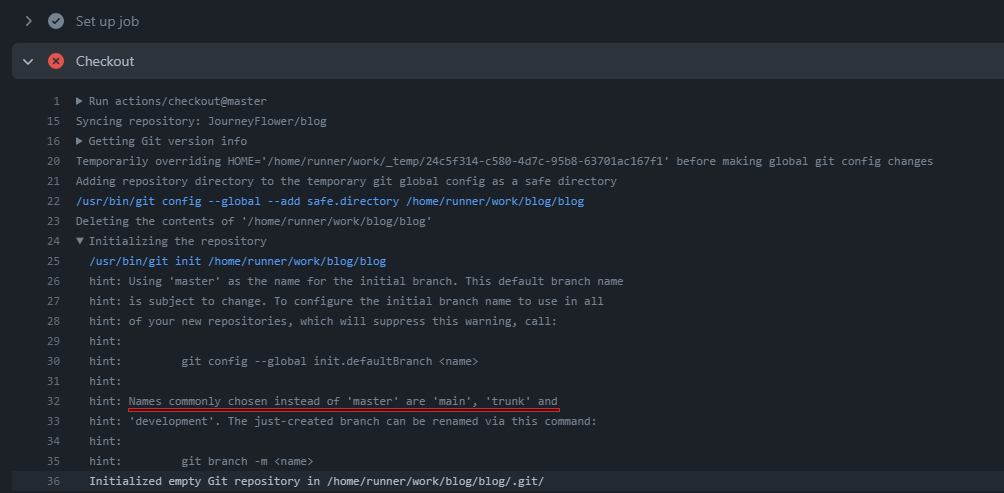 Set up job
Checkout
1 Run actions/checkout@master
15 Syncing repository: JourneyFlower/blog
16 Getting Git version info
20 Temporarily overriding HOME='/home/runner/work/_temp/24c5f314-c580-4d7c-95b8-63701ac167f1' before making global git config changes
21 Adding repository directory to the temporary git global config as a safe directory
22 /usr/bin/git config --global --add safe.directory /home/runner/work/blog/blog
23 Deleting the contents of '/home/runner/work/blog/blog'
24 Initializing the repository
25 /usr/bin/git init /home/runner/work/blog/blog
26 hint: Using 'master' as the name for the initial branch. This default branch name
27 hint: is subject to change. To configure the initial branch name to use in all
28 hint: of your new repositories, which will suppress this warning, call:
29 hint:
30 hint: git config --global init.defaultBranch <name>
31 hint:
32 hint: Names commonly chosen instead of 'master' are 'main', 'trunk' and
33 hint: 'development'. The just-created branch can be renamed via this command:
34 hint:
35 hint: git branch -m <name>
36 Initialized empty Git repository in /home/runner/work/blog/blog/.git/